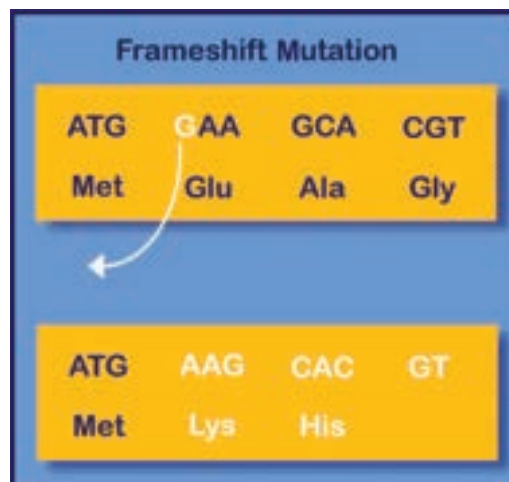 Frameshift Mutation
ATG GAA GCA CGT
Met Glu Ala Gly
ATG AAG CAC GT
Met Lys His